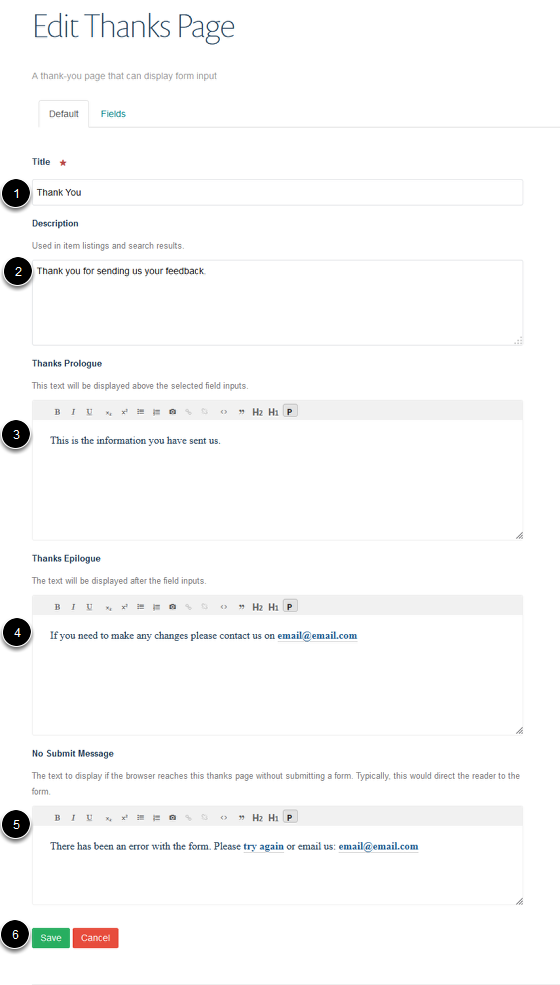 Edit Thanks Page
A thank-you page that can display form input
Default Fields
Title ★
1 Thank You
Description
Used in item listings and search results.
2 Thank you for sending us your feedback.
Thanks Prologue
This text will be displayed above the selected field inputs.
B I U x₂ x² <> ” H2 H1 P
3 This is the information you have sent us.
Thanks Epilogue
The text will be displayed after the field inputs.
B I U x₂ x² <> ” H2 H1 P
4 If you need to make any changes please contact us on email@email.com
No Submit Message
The text to display if the browser reaches this thanks page without submitting a form. Typically, this would direct the reader to the
form.
B I U x₂ x² <> ” H2 H1 P
5 There has been an error with the form. Please try again or email us: email@email.com
6 Save Cancel